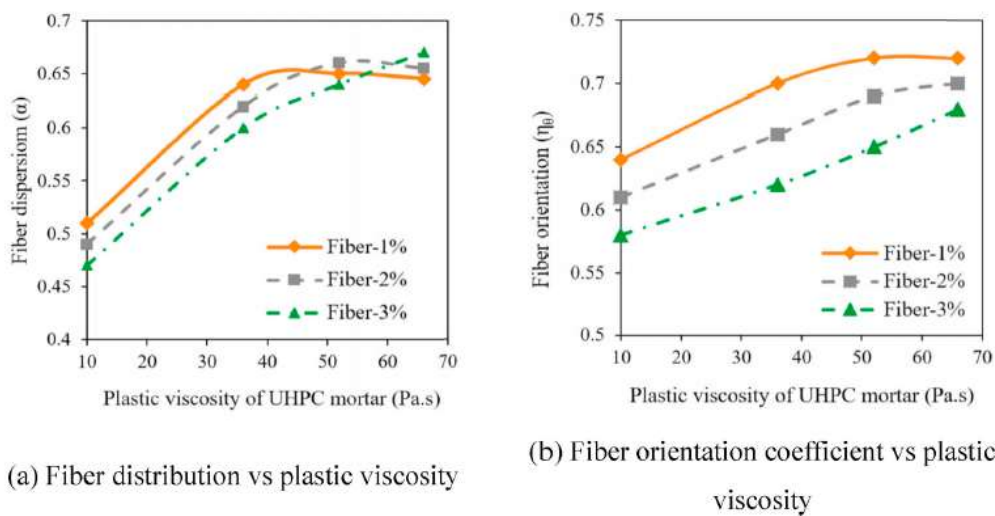 0.7
0.65
0.6
0.55
0.5
0.45
0.4
Fiber dispersiom (α)
Fiber-1%
Fiber-2%
Fiber-3%
10 20 30 40 50 60 70
Plastic viscosity of UHPC mortar (Pa.s)
(a) Fiber distribution vs plastic viscosity
0.75
0.7
0.65
0.6
0.55
0.5
Fiber orientation (ηθ)
Fiber-1%
Fiber-2%
Fiber-3%
10 20 30 40 50 60 70
Plastic viscosity of UHPC mortar (Pa.s)
(b) Fiber orientation coefficient vs plastic
viscosity